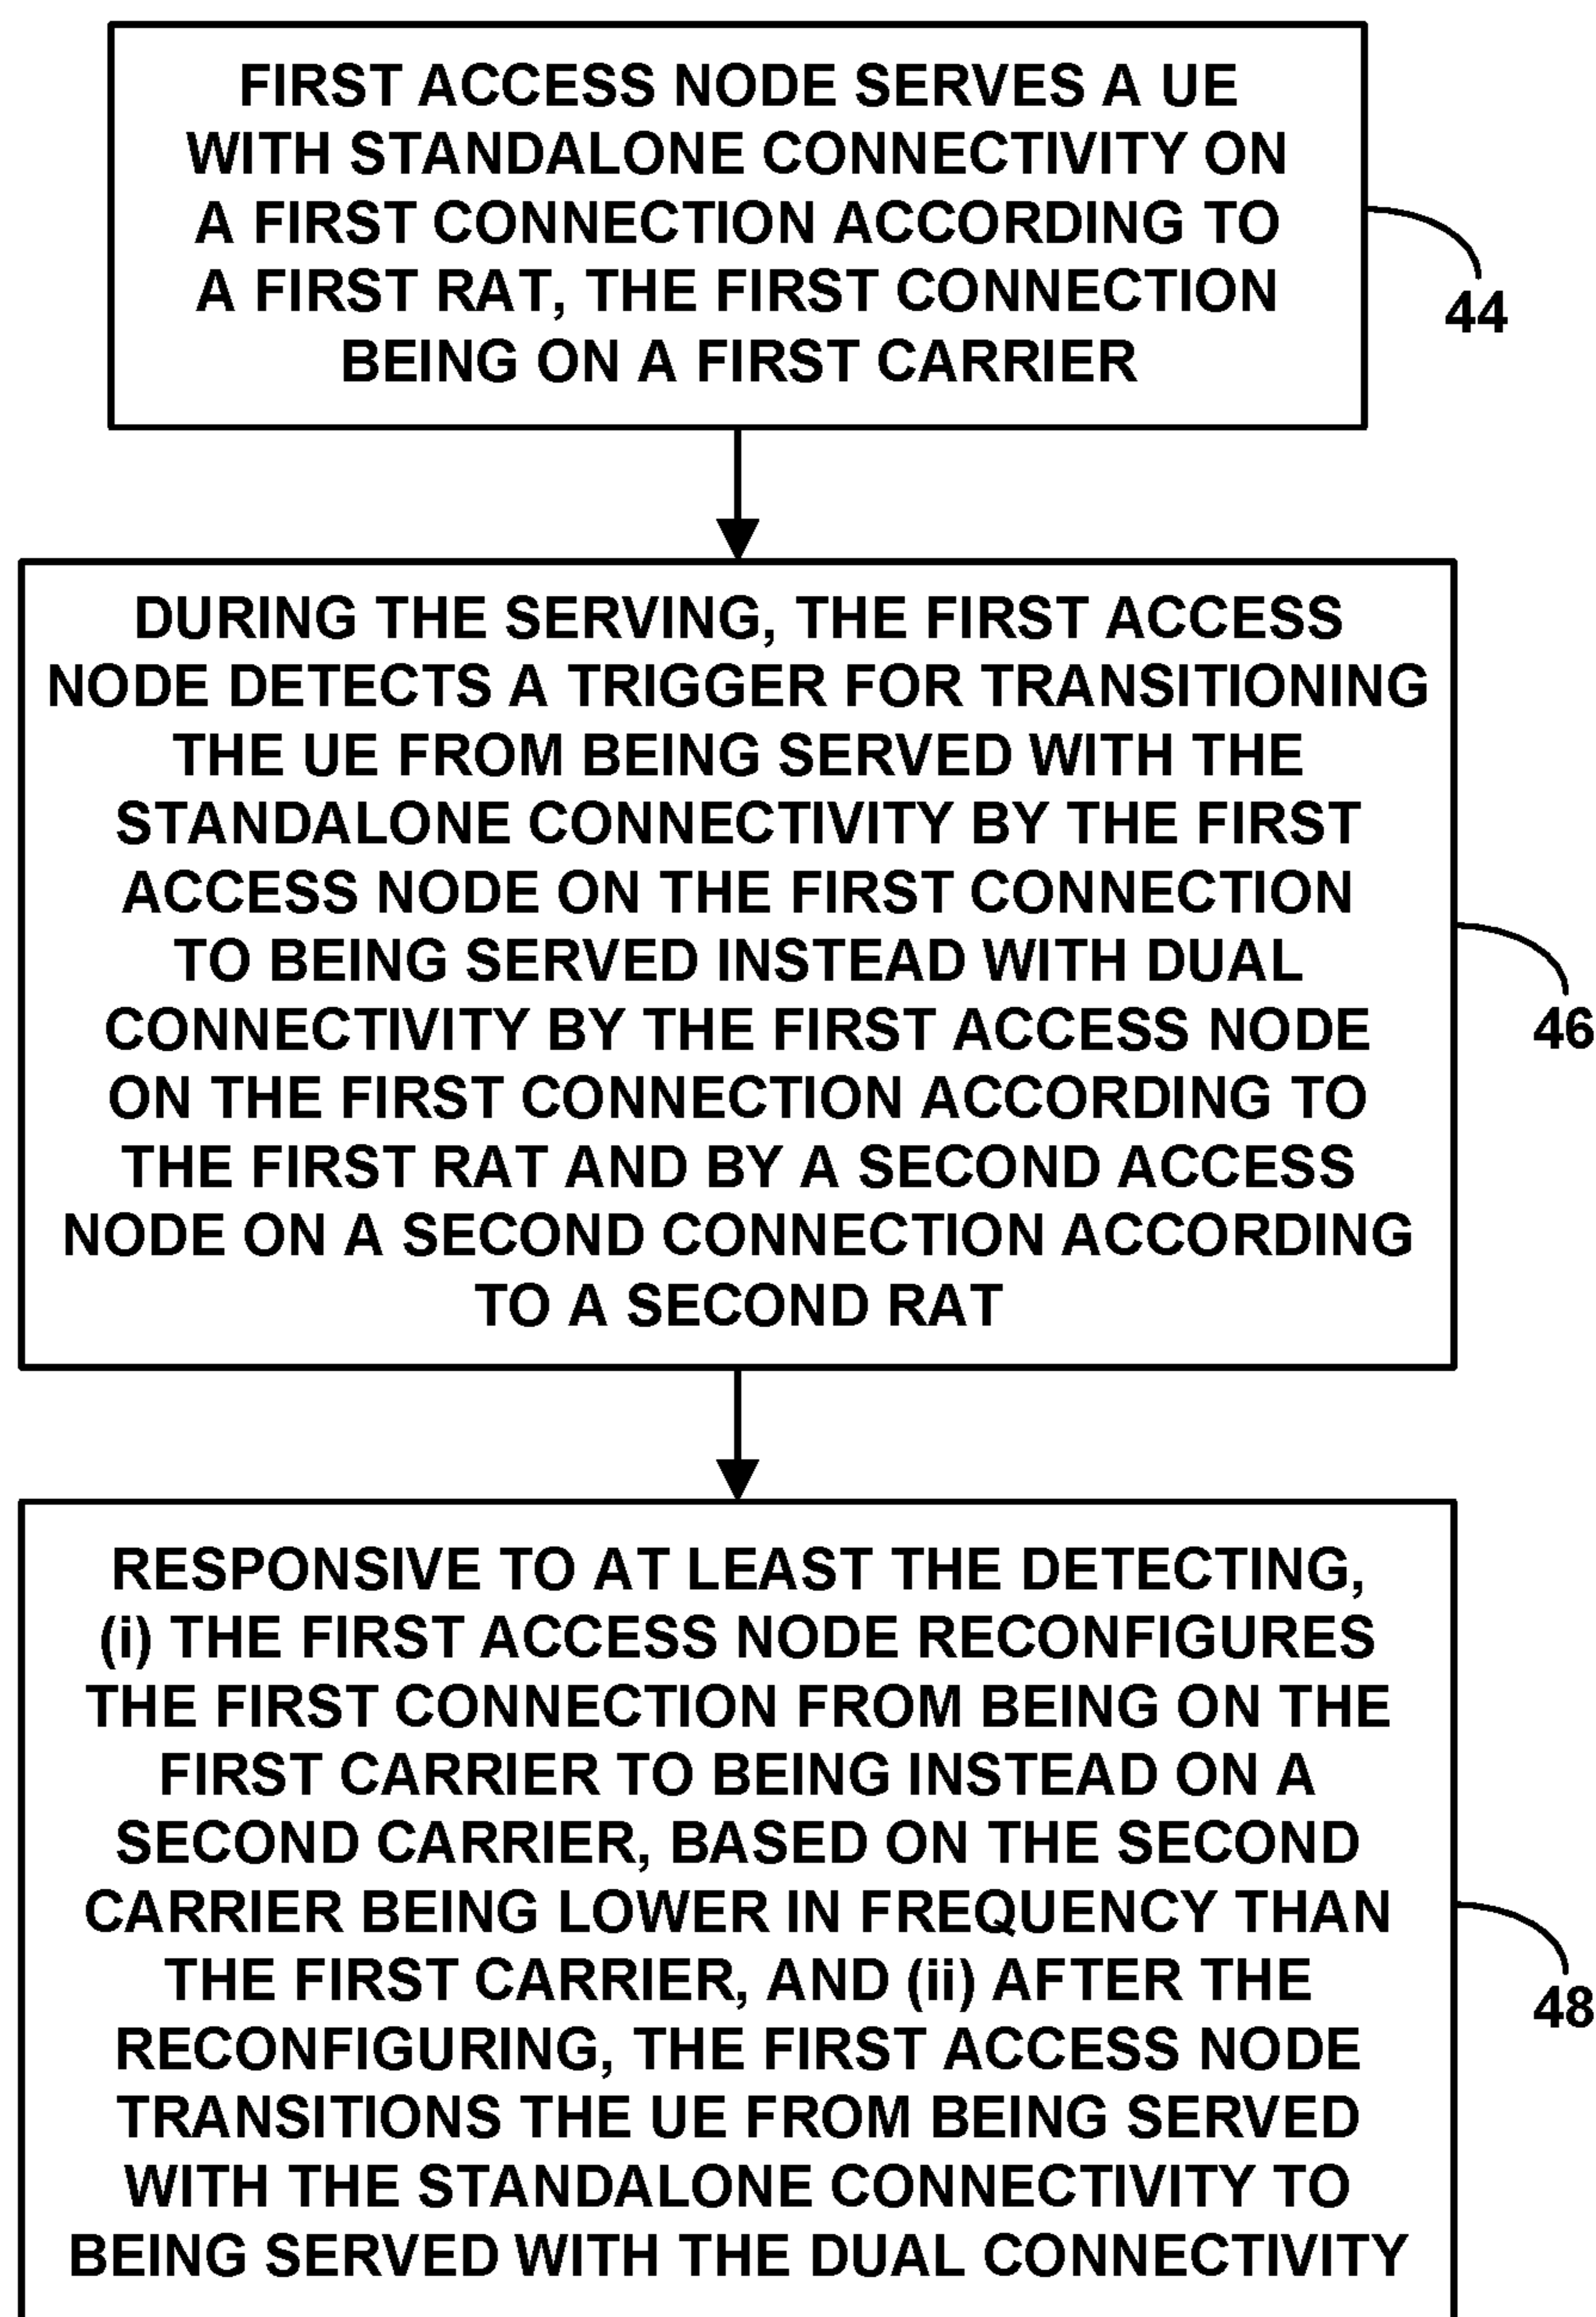 FIRST ACCESS NODE SERVES A UE
WITH STANDALONE CONNECTIVITY ON
A FIRST CONNECTION ACCORDING TO
A FIRST RAT, THE FIRST CONNECTION
BEING ON A FIRST CARRIER
44
DURING THE SERVING, THE FIRST ACCESS
NODE DETECTS A TRIGGER FOR TRANSITIONING
THE UE FROM BEING SERVED WITH THE
STANDALONE CONNECTIVITY BY THE FIRST
ACCESS NODE ON THE FIRST CONNECTION
TO BEING SERVED INSTEAD WITH DUAL
CONNECTIVITY BY THE FIRST ACCESS NODE
ON THE FIRST CONNECTION ACCORDING TO
THE FIRST RAT AND BY A SECOND ACCESS
NODE ON A SECOND CONNECTION ACCORDING
TO A SECOND RAT
46
RESPONSIVE TO AT LEAST THE DETECTING,
(i) THE FIRST ACCESS NODE RECONFIGURES
THE FIRST CONNECTION FROM BEING ON THE
FIRST CARRIER TO BEING INSTEAD ON A
SECOND CARRIER, BASED ON THE SECOND
CARRIER BEING LOWER IN FREQUENCY THAN
THE FIRST CARRIER, AND (ii) AFTER THE
RECONFIGURING, THE FIRST ACCESS NODE
TRANSITIONS THE UE FROM BEING SERVED
WITH THE STANDALONE CONNECTIVITY TO
BEING SERVED WITH THE DUAL CONNECTIVITY
48